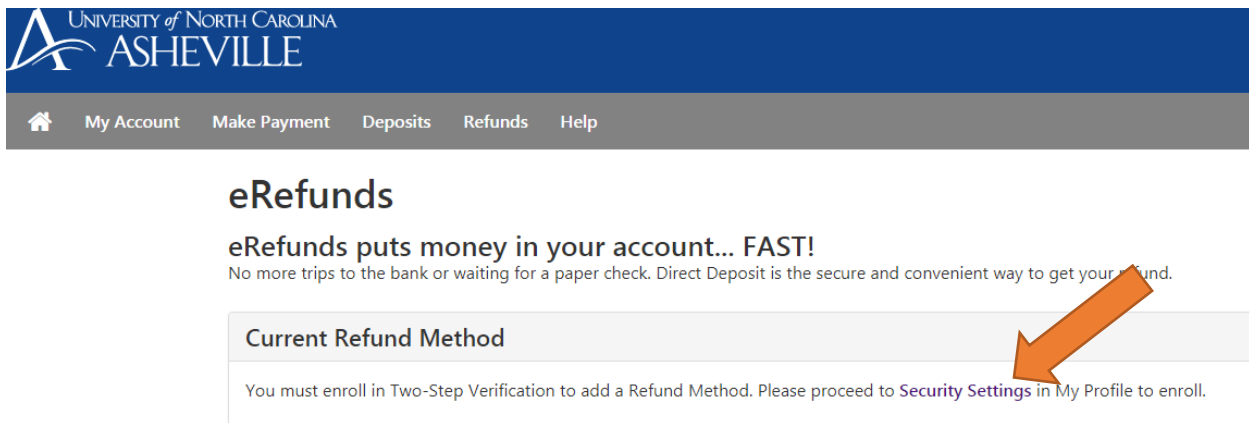 UNIVERSITY of NORTH CAROLINA
ASHEVILLE
My Account Make Payment Deposits Refunds Help
eRefunds
eRefunds puts money in your account... FAST!
No more trips to the bank or waiting for a paper check. Direct Deposit is the secure and convenient way to get your refund.
Current Refund Method
You must enroll in Two-Step Verification to add a Refund Method. Please proceed to Security Settings in My Profile to enroll.